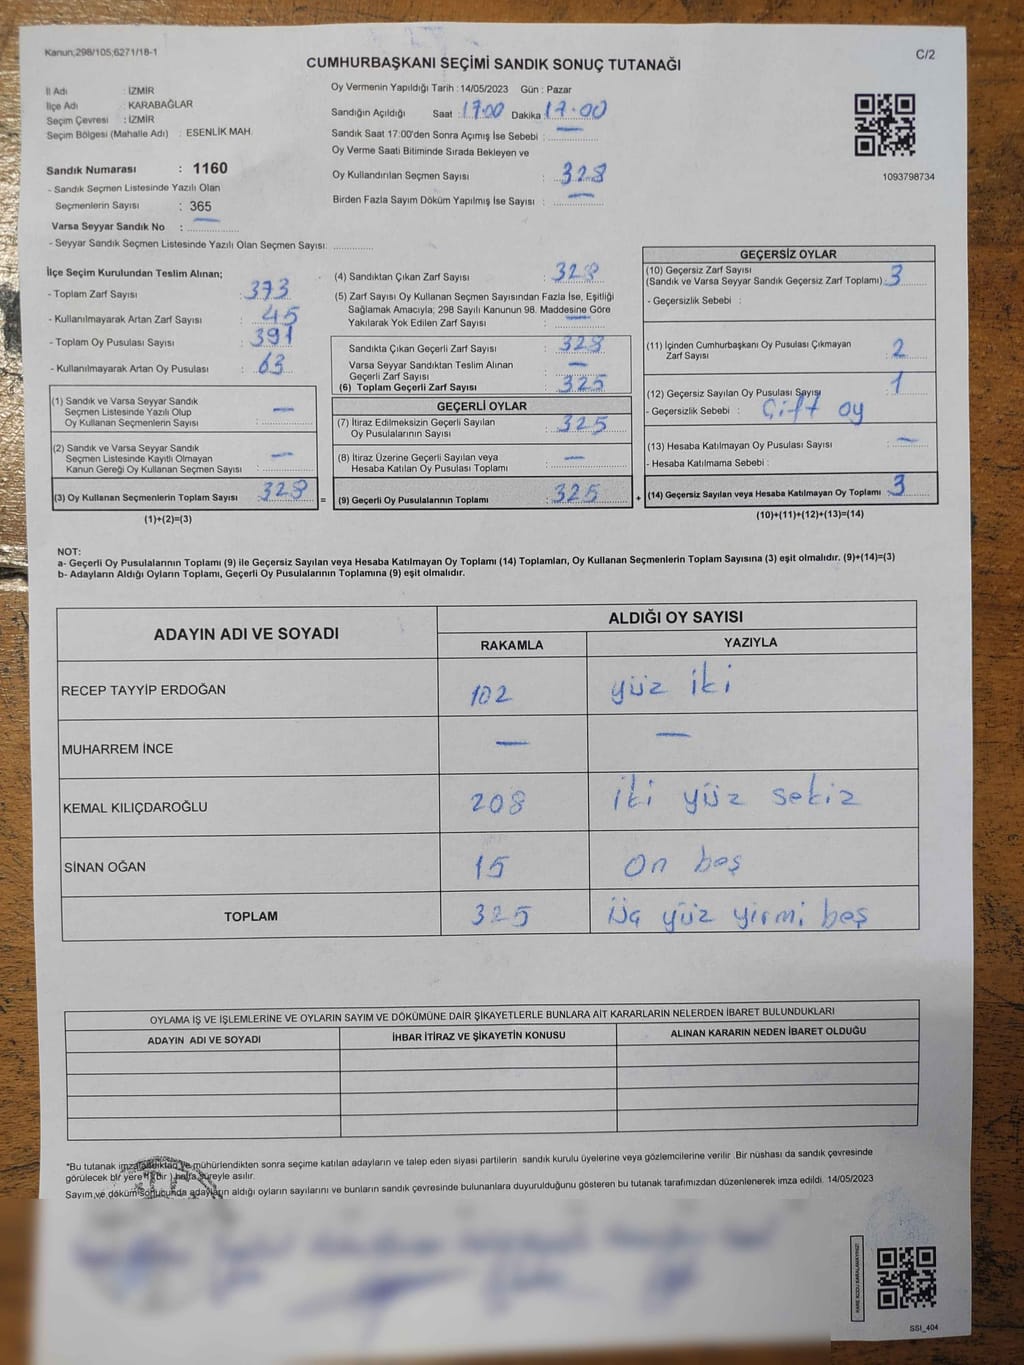 Kanun;298/105;6271/18-1
C/2
CUMHURBAŞKANI SEÇİMİ SANDIK SONUÇ TUTANAĞI
İl Adı : İZMİR
İlçe Adı : KARABAĞLAR
Seçim Çevresi : İZMİR
Seçim Bölgesi (Mahalle Adı) : ESENLİK MAH.
Sandık Numarası : 1160
- Sandık Seçmen Listesinde Yazılı Olan
Seçmenlerin Sayısı : 365
Varsa Seyyar Sandık No : —
- Seyyar Sandık Seçmen Listesinde Yazılı Olan Seçmen Sayısı:
Oy Vermenin Yapıldığı Tarih : 14/05/2023 Gün : Pazar
Sandığın Açıldığı Saat : 17:00 Dakika : 17:00
Sandık Saat 17:00'den Sonra Açımış İse Sebebi : —
Oy Verme Saati Bitiminde Sırada Bekleyen ve
Oy Kullandırılan Seçmen Sayısı : 328
Birden Fazla Sayım Döküm Yapılmış İse Sayısı : —
1093798734
İlçe Seçim Kurulundan Teslim Alınan;
- Toplam Zarf Sayısı : 373
- Kullanılmayarak Artan Zarf Sayısı : 45
- Toplam Oy Pusulası Sayısı : 391
- Kullanılmayarak Artan Oy Pusulası : 63
(1) Sandık ve Varsa Seyyar Sandık
Seçmen Listesinde Yazılı Olup
Oy Kullanan Seçmenlerin Sayısı : —
(2) Sandık ve Varsa Seyyar Sandık
Seçmen Listesinde Kayıtlı Olmayan
Kanun Gereği Oy Kullanan Seçmen Sayısı : —
(3) Oy Kullanan Seçmenlerin Toplam Sayısı : 328
(1)+(2)=(3)
=
(4) Sandıktan Çıkan Zarf Sayısı : 328
(5) Zarf Sayısı Oy Kullanan Seçmen Sayısından Fazla İse, Eşitliği
Sağlamak Amacıyla; 298 Sayılı Kanunun 98. Maddesine Göre
Yakılarak Yok Edilen Zarf Sayısı : —
Sandıkta Çıkan Geçerli Zarf Sayısı : 328
Varsa Seyyar Sandıktan Teslim Alınan
Geçerli Zarf Sayısı : —
(6) Toplam Geçerli Zarf Sayısı : 325
GEÇERLİ OYLAR
(7) İtiraz Edilmeksizin Geçerli Sayılan
Oy Pusulalarının Sayısı : 325
(8) İtiraz Üzerine Geçerli Sayılan veya
Hesaba Katılan Oy Pusulası Toplamı : —
(9) Geçerli Oy Pusulalarının Toplamı : 325
+
GEÇERSİZ OYLAR
(10) Geçersiz Zarf Sayısı
(Sandık ve Varsa Seyyar Sandık Geçersiz Zarf Toplamı) : 3
- Geçersizlik Sebebi :
(11) İçinden Cumhurbaşkanı Oy Pusulası Çıkmayan
Zarf Sayısı : 2
(12) Geçersiz Sayılan Oy Pusulası Sayısı 1
- Geçersizlik Sebebi : Çift oy
(13) Hesaba Katılmayan Oy Pusulası Sayısı : —
- Hesaba Katılmama Sebebi :
(14) Geçersiz Sayılan veya Hesaba Katılmayan Oy Toplamı : 3
(10)+(11)+(12)+(13)=(14)
NOT:
a- Geçerli Oy Pusulalarının Toplamı (9) ile Geçersiz Sayılan veya Hesaba Katılmayan Oy Toplamı (14) Toplamları, Oy Kullanan Seçmenlerin Toplam Sayısına (3) eşit olmalıdır. (9)+(14)=(3)
b- Adayların Aldığı Oyların Toplamı, Geçerli Oy Pusulalarının Toplamına (9) eşit olmalıdır.
ADAYIN ADI VE SOYADI ALDIĞI OY SAYISI
RAKAMLA YAZIYLA
RECEP TAYYİP ERDOĞAN 102 yüz iki
MUHARREM İNCE — —
KEMAL KILIÇDAROĞLU 208 iki yüz sekiz
SİNAN OĞAN 15 on beş
TOPLAM 325 Üç yüz yirmi beş
OYLAMA İŞ VE İŞLEMLERİNE VE OYLARIN SAYIM VE DÖKÜMÜNE DAİR ŞİKAYETLERLE BUNLARA AİT KARARLARIN NELERDEN İBARET BULUNDUKLARI
ADAYIN ADI VE SOYADI İHBAR İTİRAZ VE ŞİKAYETİN KONUSU ALINAN KARARIN NEDEN İBARET OLDUĞU
*Bu tutanak imzalandıktan ve mühürlendikten sonra seçime katılan adayların ve talep eden siyasi partilerin sandık kurulu üyelerine veya gözlemcilerine verilir .Bir nüshası da sandık çevresinde
görülecek bir yere 1 (bir ) hafta süreyle asılır.
Sayım,ve döküm sonucunda adayların aldığı oyların sayılarını ve bunların sandık çevresinde bulunanlara duyurulduğunu gösteren bu tutanak tarafımızdan düzenlenerek imza edildi. 14/05/2023
SSI_404